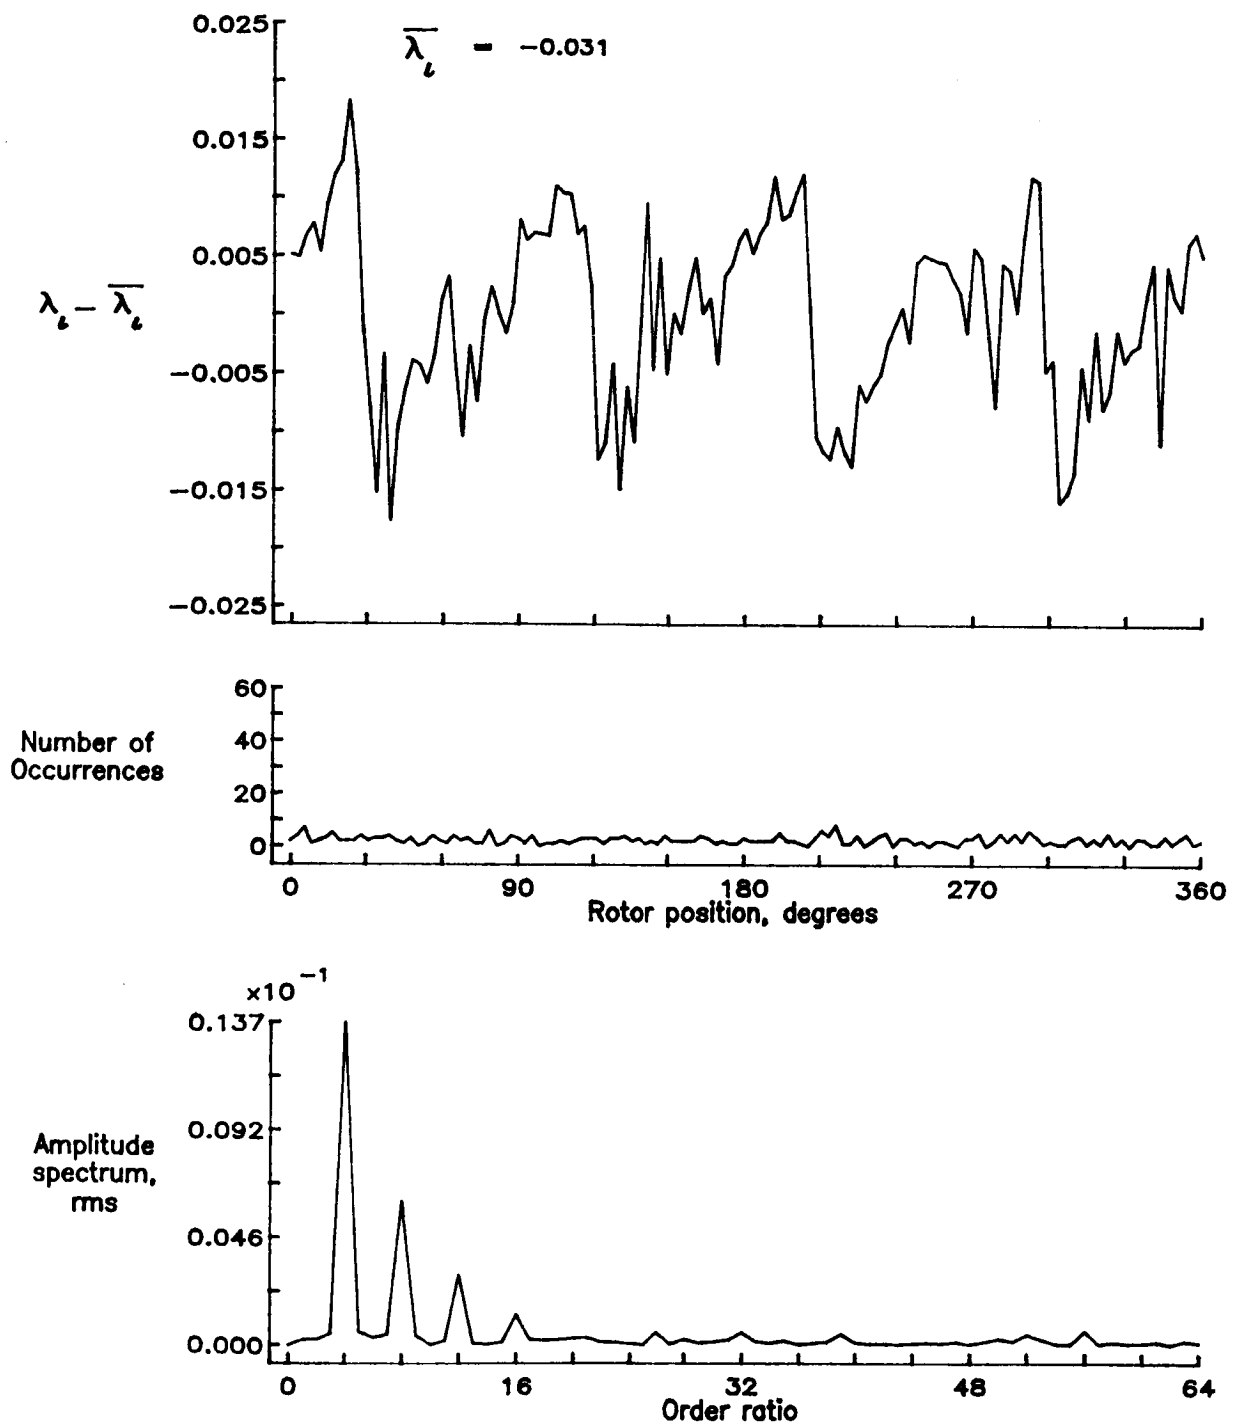 0.025
λ̅ᵢ = −0.031
0.015
0.005
λᵢ − λ̅ᵢ
−0.005
−0.015
−0.025
60
Number of
Occurrences
40
20
0
0 90 180 270 360
Rotor position, degrees
×10 −1
0.137
0.092
Amplitude
spectrum,
rms
0.046
0.000
0 16 32 48 64
Order ratio